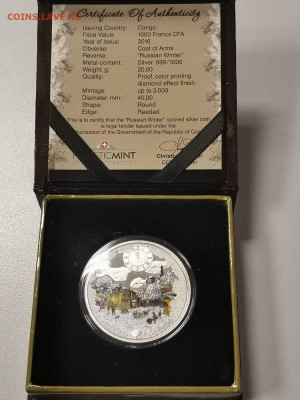 COINS.LAVE.RU
Certificate Of Authenticity
Issuing Country: Congo
Face Value: 1000 Francs CFA
Year of Issue: 2016
Obverse: Coat of Arms
Reverse: "Russian Winter"
Metal-content: Silver .999/1000
Weight, g: 20,00
Quality: Proof, color printing
diamond effect finish
Mintage: up to 3,000
Diameter, mm: 40,00
Shape: Round
Edge: Reeded
This is to certify that the "Russian Winter" colored silver coin
is legal tender issued under the
of the Government of the Republic of
MINT